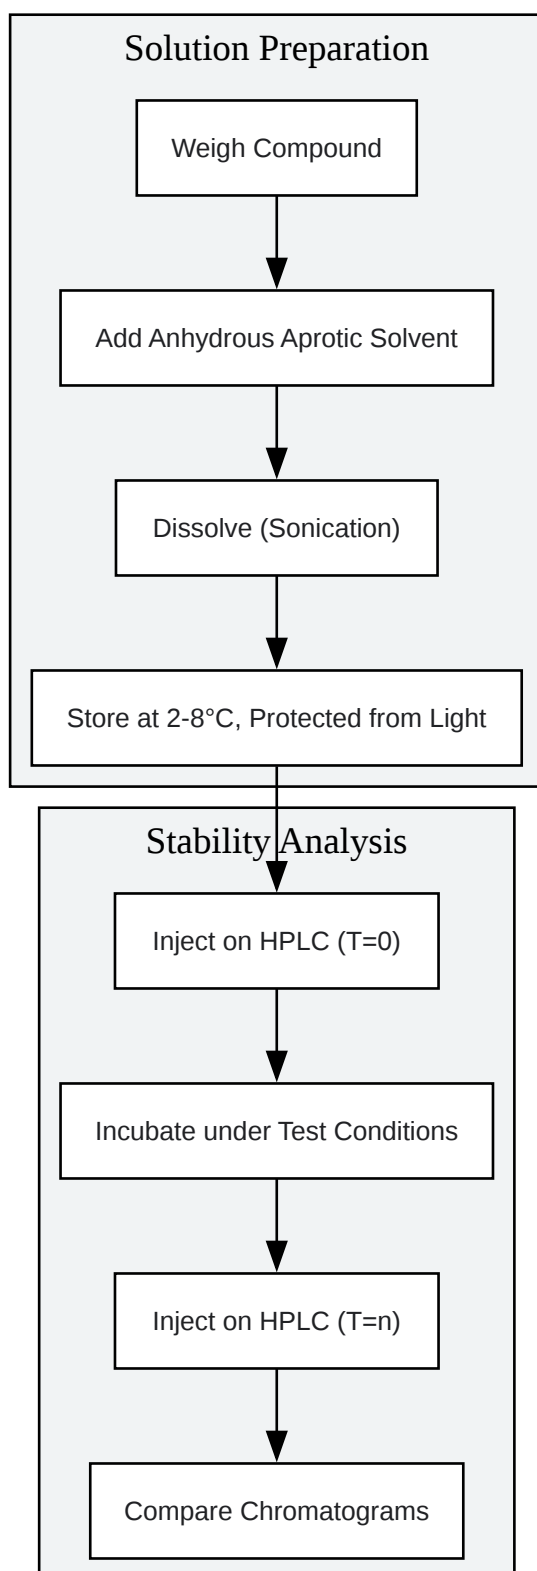 Solution Preparation
Weigh Compound
Add Anhydrous Aprotic Solvent
Dissolve (Sonication)
Store at 2-8°C, Protected from Light
Stability Analysis
Inject on HPLC (T=0)
Incubate under Test Conditions
Inject on HPLC (T=n)
Compare Chromatograms